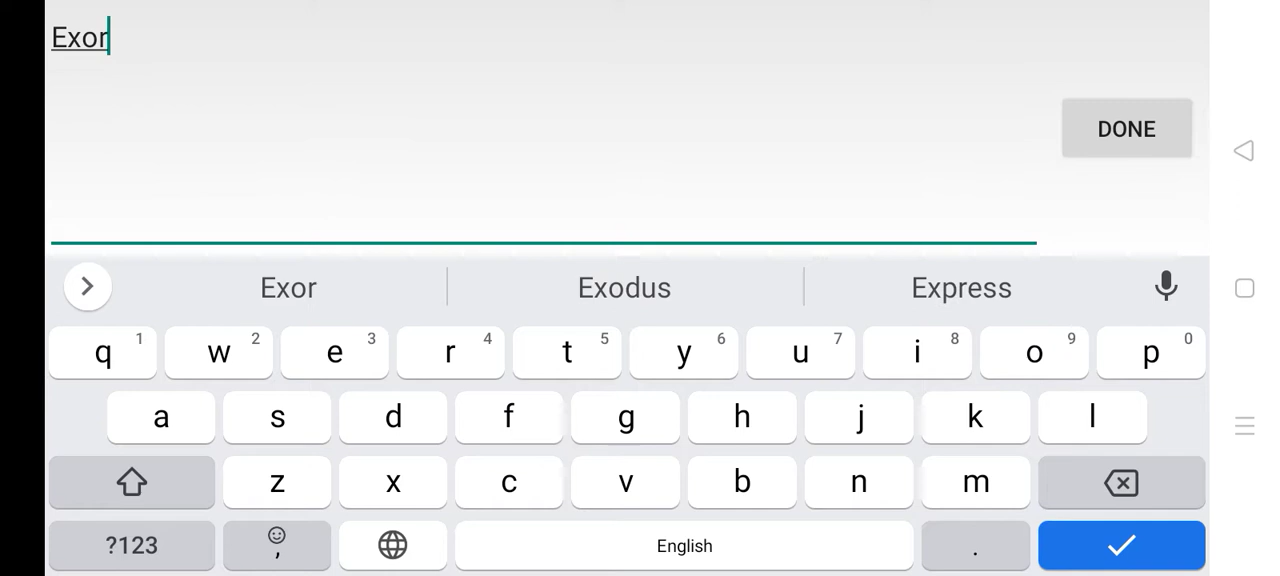 Exor
DONE
Exor Exodus Express
q 1 w 2 e 3 r 4 t 5 y 6 u 7 i 8 o 9 p 0
a s d f g h j k l
z x c v b n m
?123 , English .